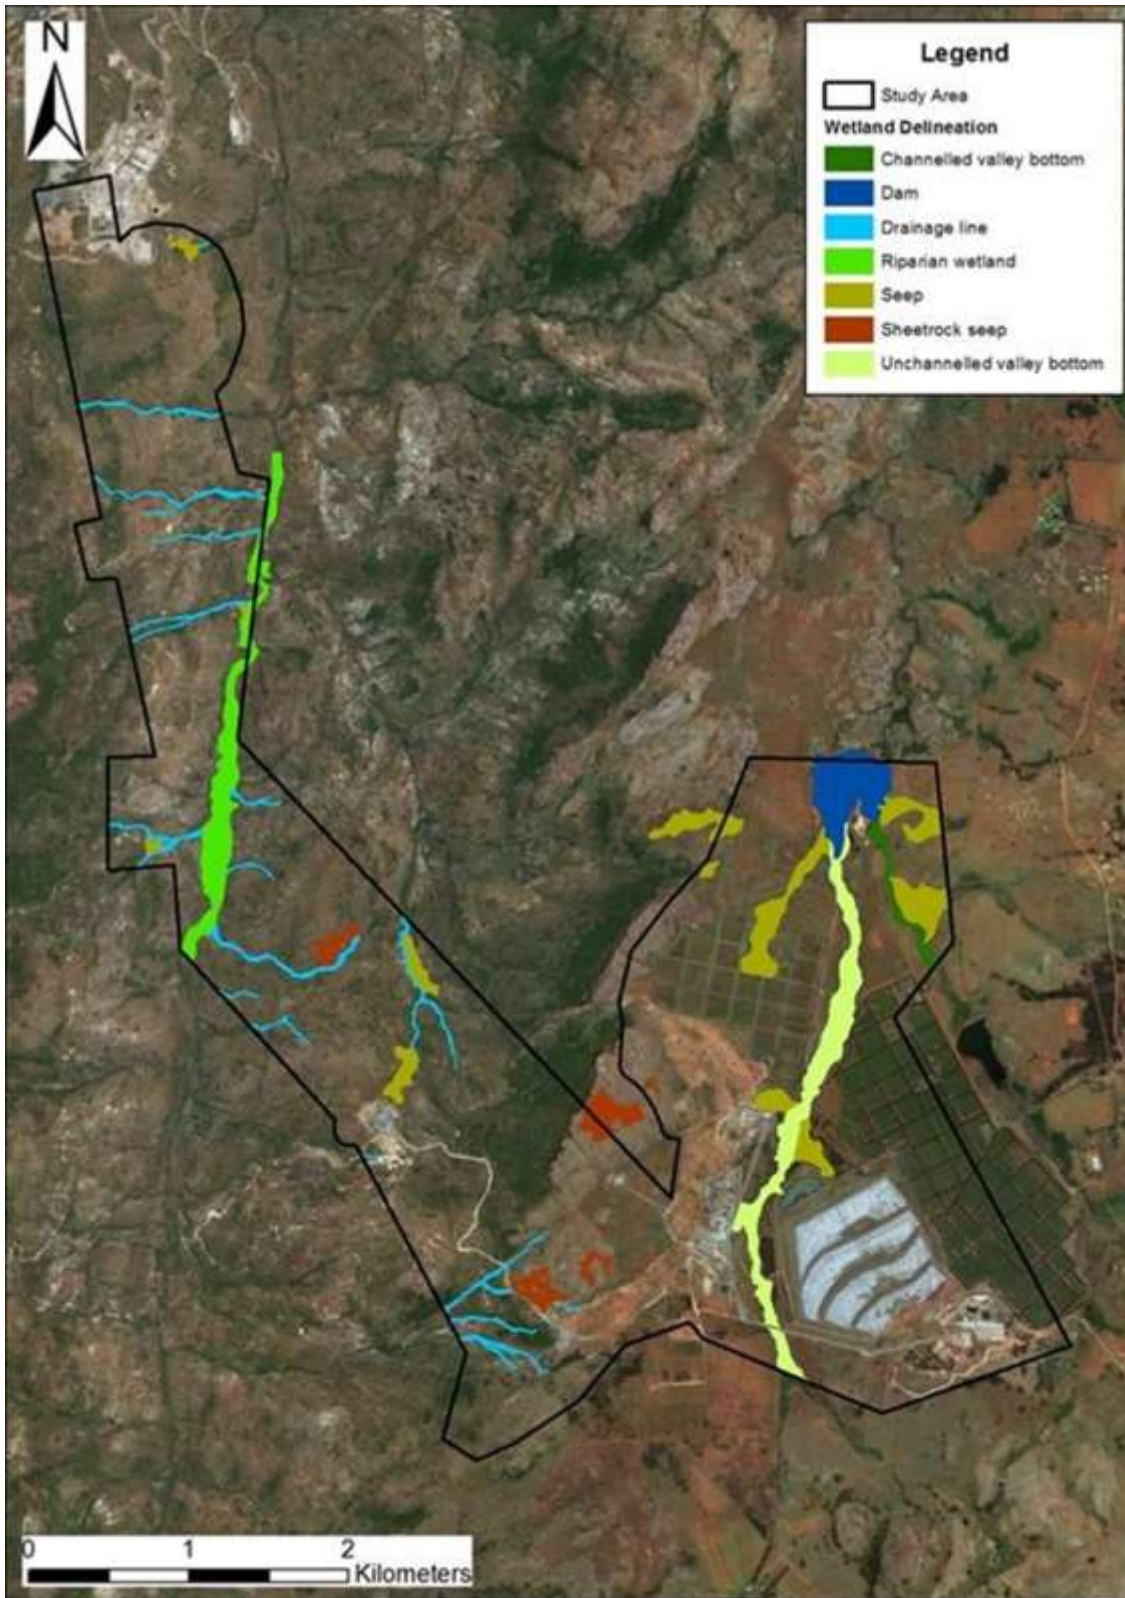 N
Legend
Study Area
Wetland Delineation
Channelled valley bottom
Dam
Drainage line
Riparian wetland
Seep
Sheetrock seep
Unchannelled valley bottom
0 1 2
Kilometers